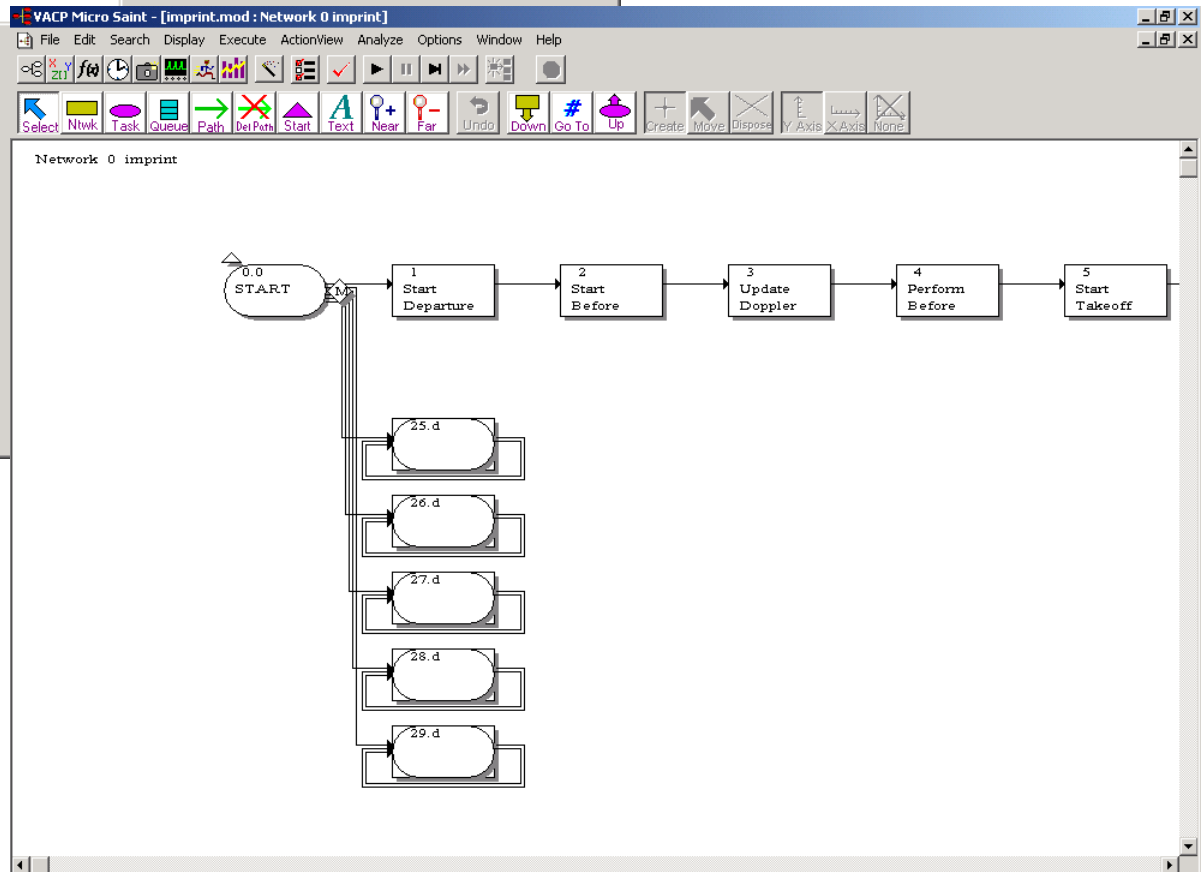 VACP Micro Saint - [imprint.mod : Network 0 imprint]
File Edit Search Display Execute ActionView Analyze Options Window Help
X Y Z[] f(x)
A # 
Select Ntwk Task Queue Path Del Path Start Text Near Far Undo Down Go To Up Create Move Dispose Y Axis X Axis None
Network 0 imprint
0.0
START
M
1
Start
Departure
2
Start
Before
3
Update
Doppler
4
Perform
Before
5
Start
Takeoff
25.d
26.d
27.d
28.d
29.d